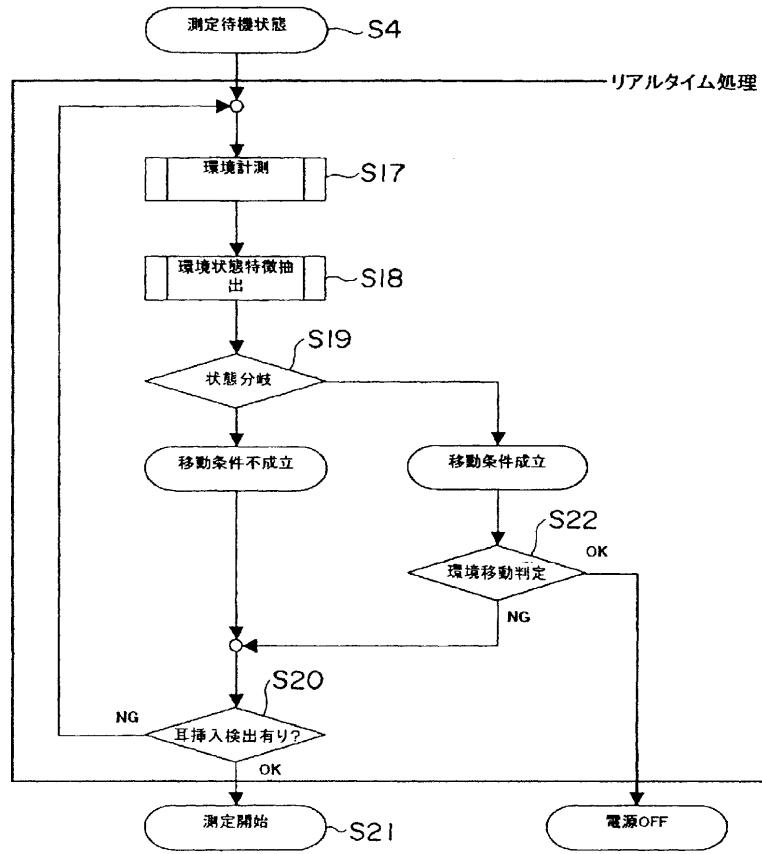 測定待機状態
S4
リアルタイム処理
環境計測
S17
環境状態特徴抽
出
S18
S19
状態分岐
移動条件不成立
移動条件成立
S22
OK
環境移動判定
NG
S20
NG
耳挿入検出有り?
OK
測定開始
S21
電源OFF